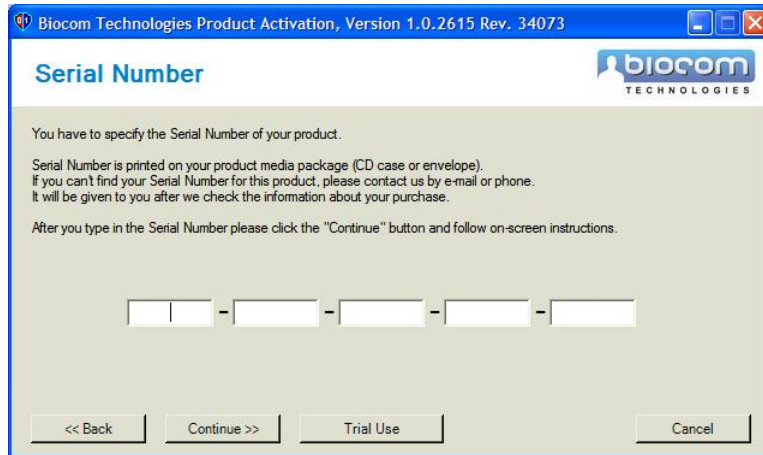 Biocom Technologies Product Activation, Version 1.0.2615 Rev. 34073
Serial Number
biocom
TECHNOLOGIES
You have to specify the Serial Number of your product.
Serial Number is printed on your product media package (CD case or envelope).
If you can't find your Serial Number for this product, please contact us by e-mail or phone.
It will be given to you after we check the information about your purchase.
After you type in the Serial Number please click the "Continue" button and follow on-screen instructions.
- - - -
<< Back Continue >> Trial Use Cancel